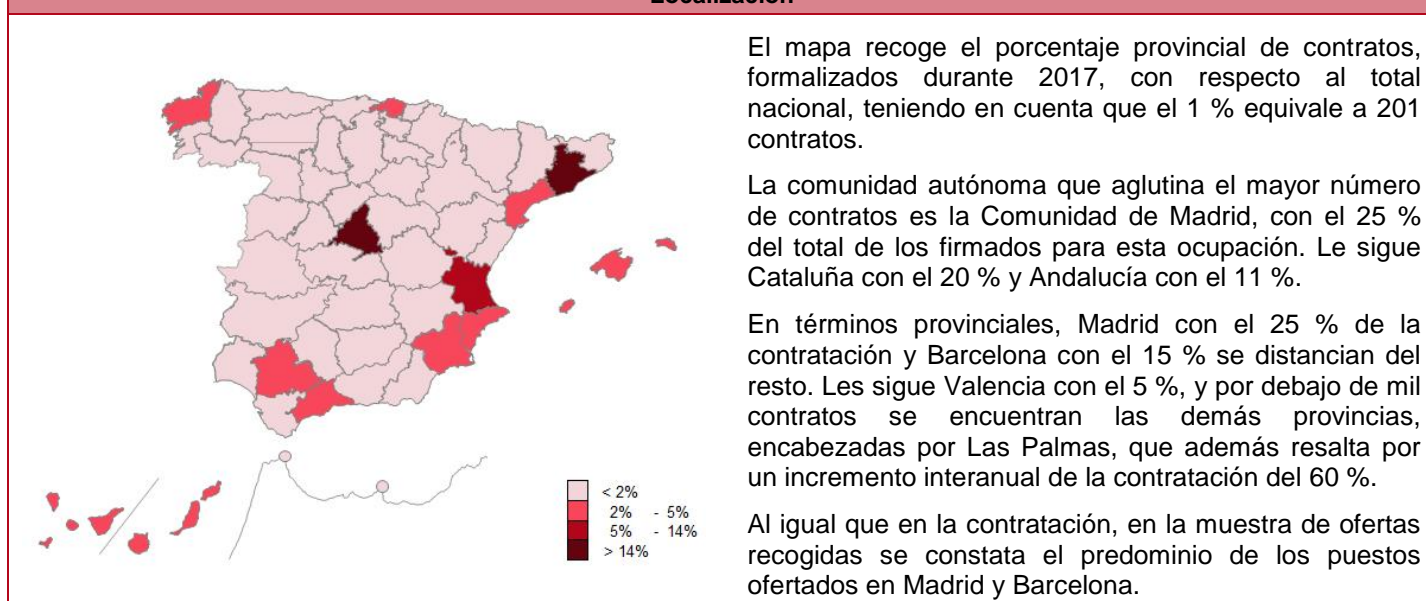 Localización
El mapa recoge el porcentaje provincial de contratos,
formalizados durante 2017, con respecto al total
nacional, teniendo en cuenta que el 1 % equivale a 201
contratos.
La comunidad autónoma que aglutina el mayor número
de contratos es la Comunidad de Madrid, con el 25 %
del total de los firmados para esta ocupación. Le sigue
Cataluña con el 20 % y Andalucía con el 11 %.
En términos provinciales, Madrid con el 25 % de la
contratación y Barcelona con el 15 % se distancian del
resto. Les sigue Valencia con el 5 %, y por debajo de mil
contratos se encuentran las demás provincias,
encabezadas por Las Palmas, que además resalta por
un incremento interanual de la contratación del 60 %.
Al igual que en la contratación, en la muestra de ofertas
recogidas se constata el predominio de los puestos
ofertados en Madrid y Barcelona.
< 2%
2% - 5%
5% - 14%
> 14%